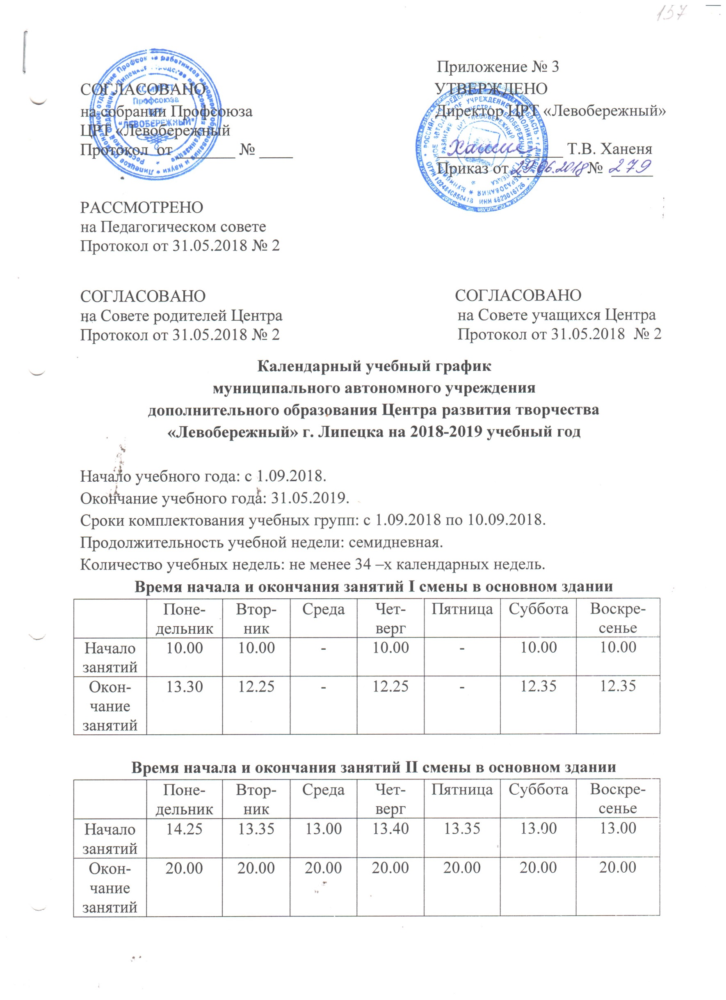 157
Приложение № 3
СОГЛАСОВАНО
на собрании Профсоюза
ЦРТ «Левобережный
Протокол от _______ № ____
УТВЕРЖДЕНО
Директор ЦРТ «Левобережный»
_______________ Т.В. Ханеня
Приказ от 29.06.2018 № 279
РАССМОТРЕНО
на Педагогическом совете
Протокол от 31.05.2018 № 2
СОГЛАСОВАНО
на Совете родителей Центра
Протокол от 31.05.2018 № 2
СОГЛАСОВАНО
на Совете учащихся Центра
Протокол от 31.05.2018 № 2
Календарный учебный график
муниципального автономного учреждения
дополнительного образования Центра развития творчества
«Левобережный» г. Липецка на 2018-2019 учебный год
Начало учебного года: с 1.09.2018.
Окончание учебного года: 31.05.2019.
Сроки комплектования учебных групп: с 1.09.2018 по 10.09.2018.
Продолжительность учебной недели: семидневная.
Количество учебных недель: не менее 34 –х календарных недель.
Время начала и окончания занятий I смены в основном здании
Поне- Втор- Среда Чет- Пятница Суббота Воскре-
дельник ник верг сенье
Начало 10.00 10.00 - 10.00 - 10.00 10.00
занятий
Окон- 13.30 12.25 - 12.25 - 12.35 12.35
чание
занятий
Время начала и окончания занятий II смены в основном здании
Поне- Втор- Среда Чет- Пятница Суббота Воскре-
дельник ник верг сенье
Начало 14.25 13.35 13.00 13.40 13.35 13.00 13.00
занятий
Окон- 20.00 20.00 20.00 20.00 20.00 20.00 20.00
чание
занятий